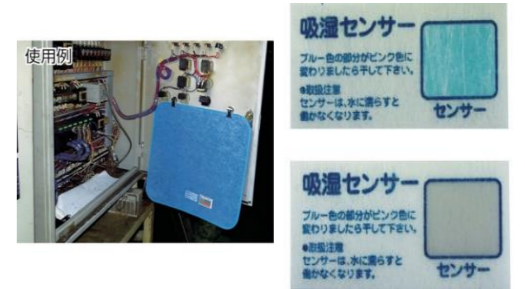 使用例
吸湿センサー
ブルー色の部分がピンク色に
変わりましたら干して下さい。
●取扱注意
センサーは、水に濡らすと
働かなくなります。
センサー
吸湿センサー
ブルー色の部分がピンク色に
変わりましたら干して下さい。
●取扱注意
センサーは、水に濡らすと
働かなくなります。
センサー